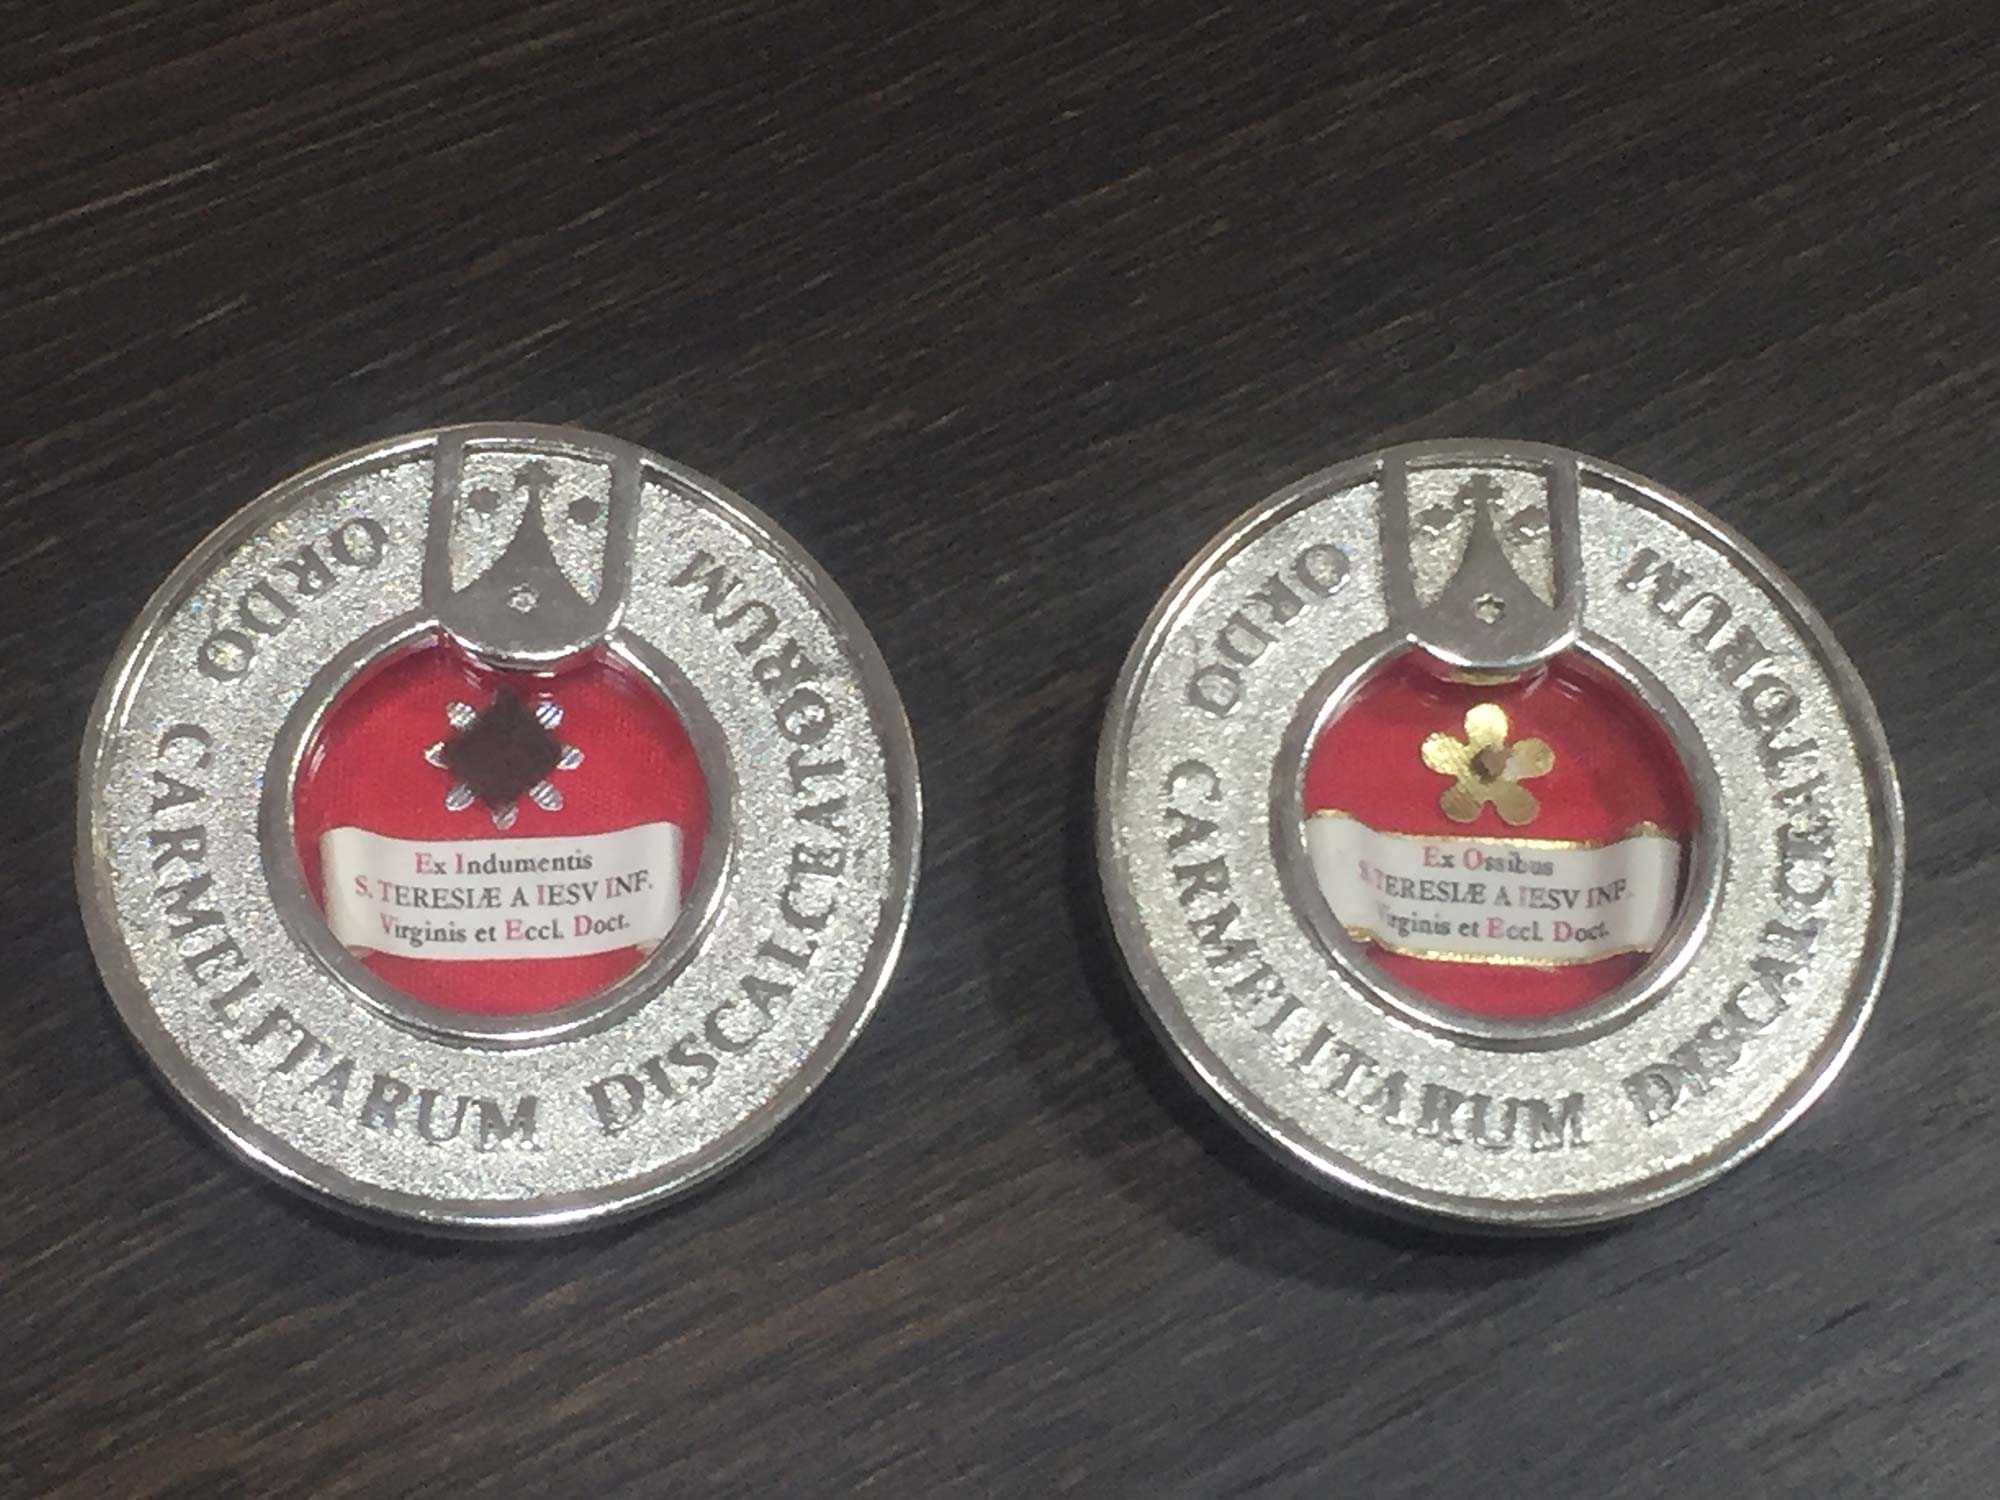 ORDO CARMELITARUM DISCALCEATORUM
Ex Indumentis
S. TERESIÆ A IESV INF.
Virginis et Eccl. Doct.
ORDO CARMELITARUM DISCALCEATORUM
Ex Ossibus
S. TERESIÆ A IESV INF.
Virginis et Eccl. Doct.